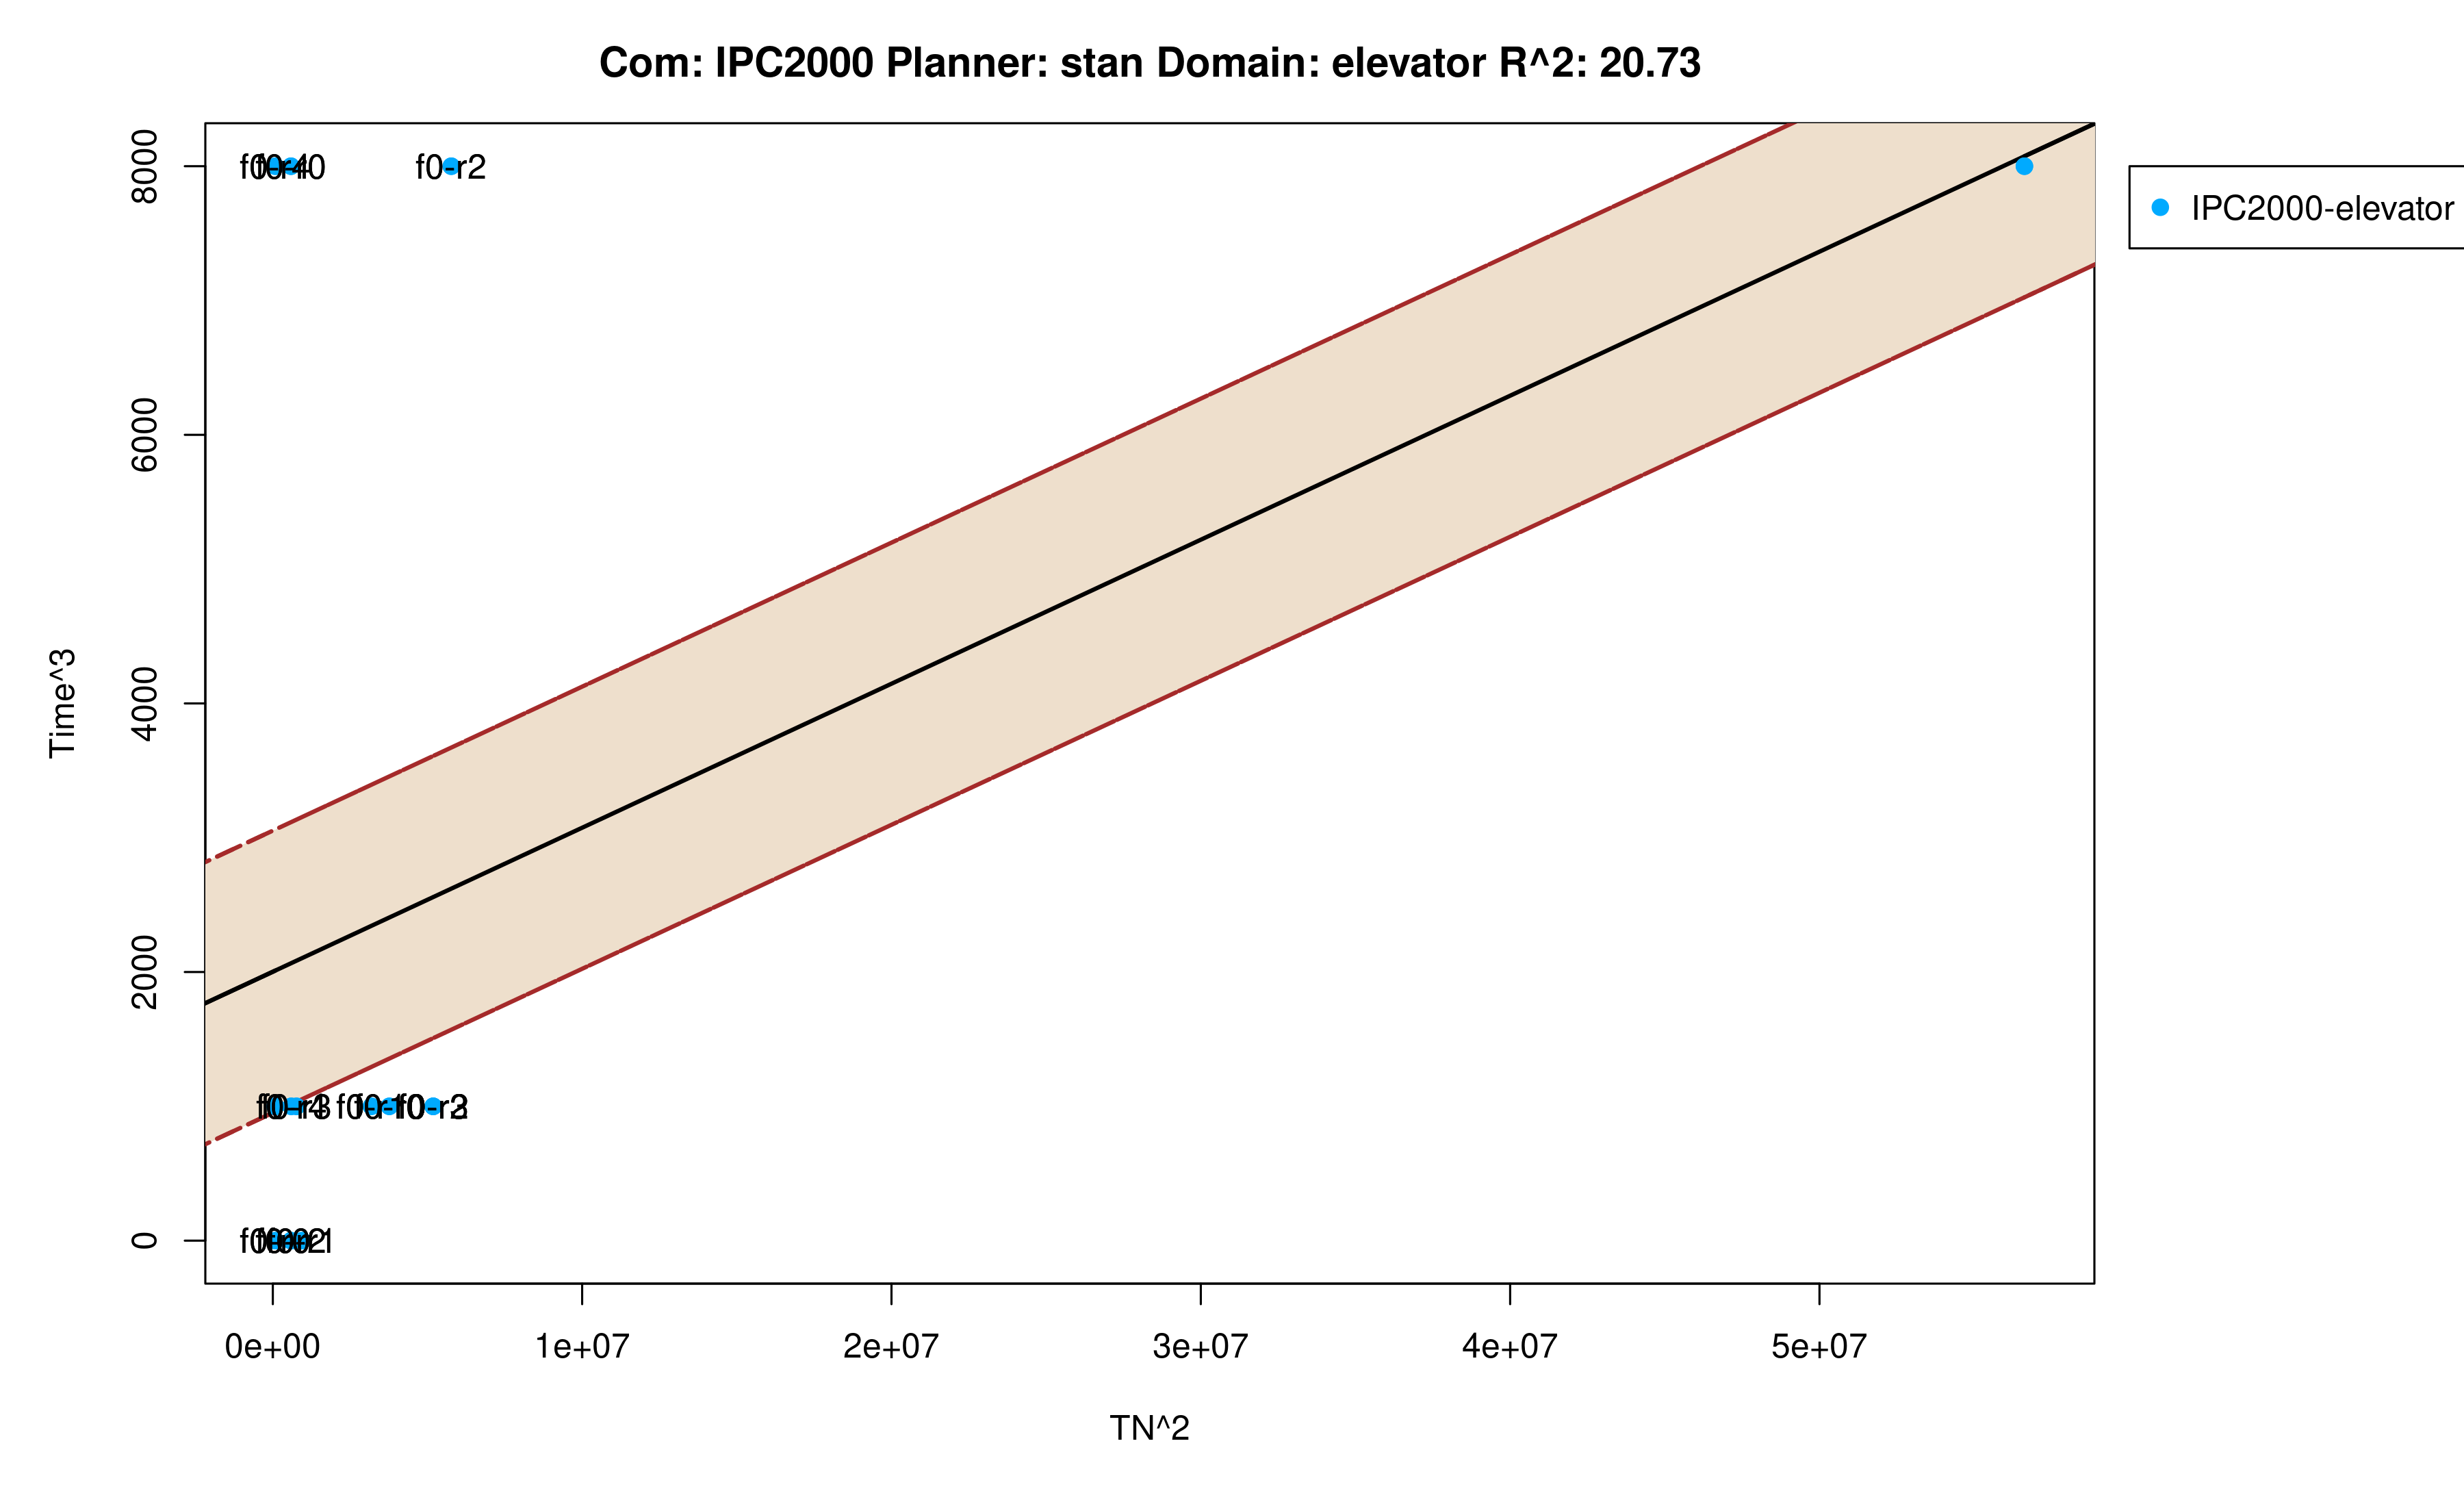 Com: IPC2000 Planner: stan Domain: elevator R^2: 20.73
8000
6000
4000
2000
0
Time^3
f0-r2
IPC2000-elevator
0e+00
1e+07
2e+07
3e+07
4e+07
5e+07
TN^2